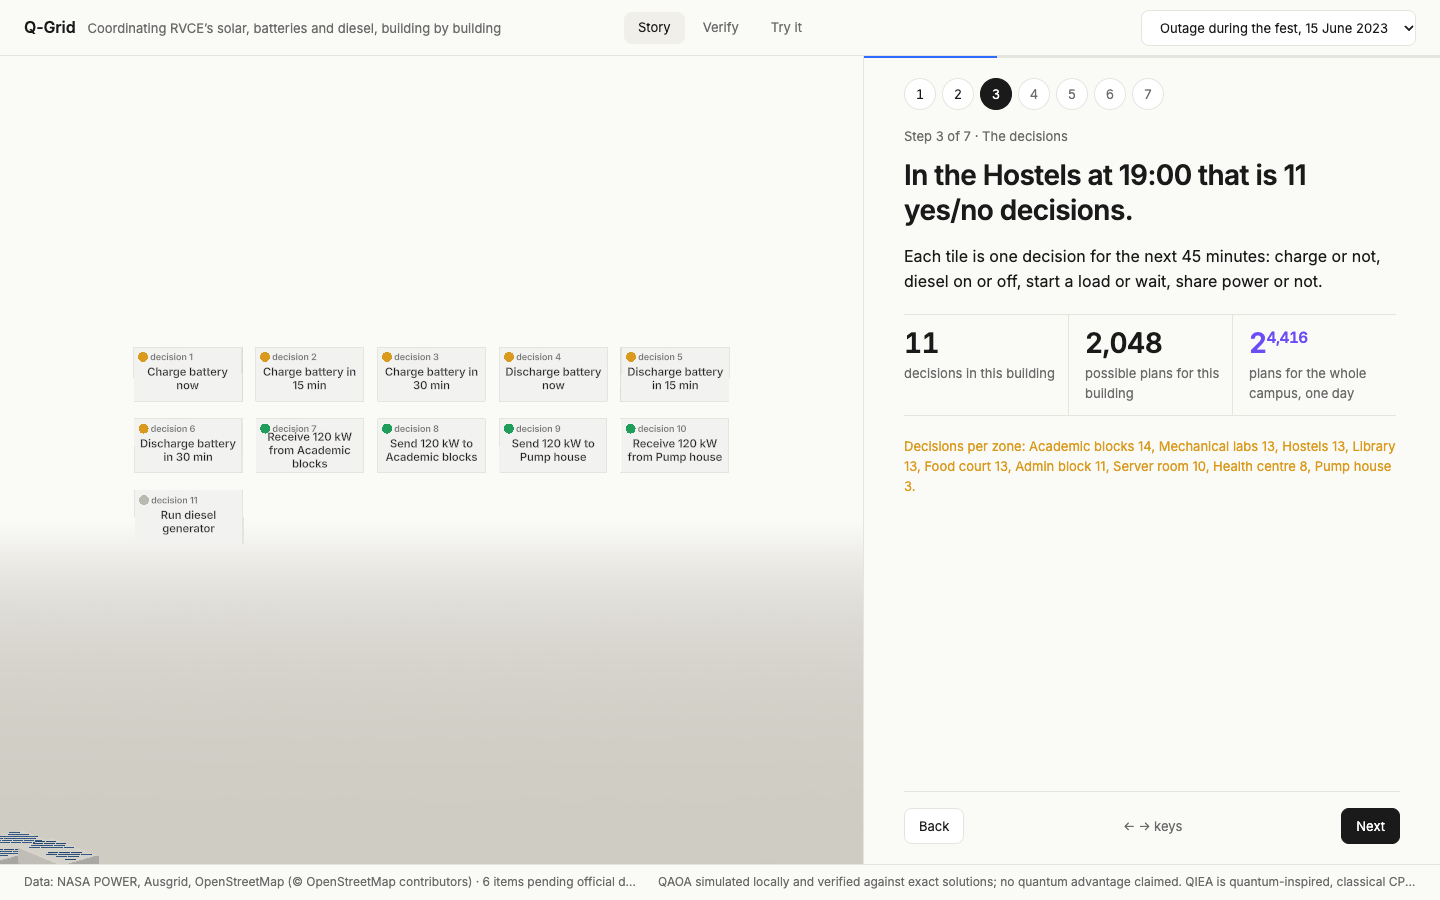 Q-Grid Coordinating RVCE's solar, batteries and diesel, building by building
Story Verify Try it
Outage during the fest, 15 June 2023
1 2 3 4 5 6 7
Step 3 of 7 · The decisions
In the Hostels at 19:00 that is 11
yes/no decisions.
Each tile is one decision for the next 45 minutes: charge or not,
diesel on or off, start a load or wait, share power or not.
11
decisions in this building
2,048
possible plans for this
building
2^4,416
plans for the whole
campus, one day
Decisions per zone: Academic blocks 14, Mechanical labs 13, Hostels 13, Library
13, Food court 13, Admin block 11, Server room 10, Health centre 8, Pump house
3.
decision 1
Charge battery
now
decision 2
Charge battery in
15 min
decision 3
Charge battery in
30 min
decision 4
Discharge battery
now
decision 5
Discharge battery
in 15 min
decision 6
Discharge battery
in 30 min
decision 7
Receive 120 kW
from Academic
blocks
decision 8
Send 120 kW to
Academic blocks
decision 9
Send 120 kW to
Pump house
decision 10
Receive 120 kW
from Pump house
decision 11
Run diesel
generator
Back
← → keys
Next
Data: NASA POWER, Ausgrid, OpenStreetMap (© OpenStreetMap contributors) · 6 items pending official d...
QAOA simulated locally and verified against exact solutions; no quantum advantage claimed. QIEA is quantum-inspired, classical CP...